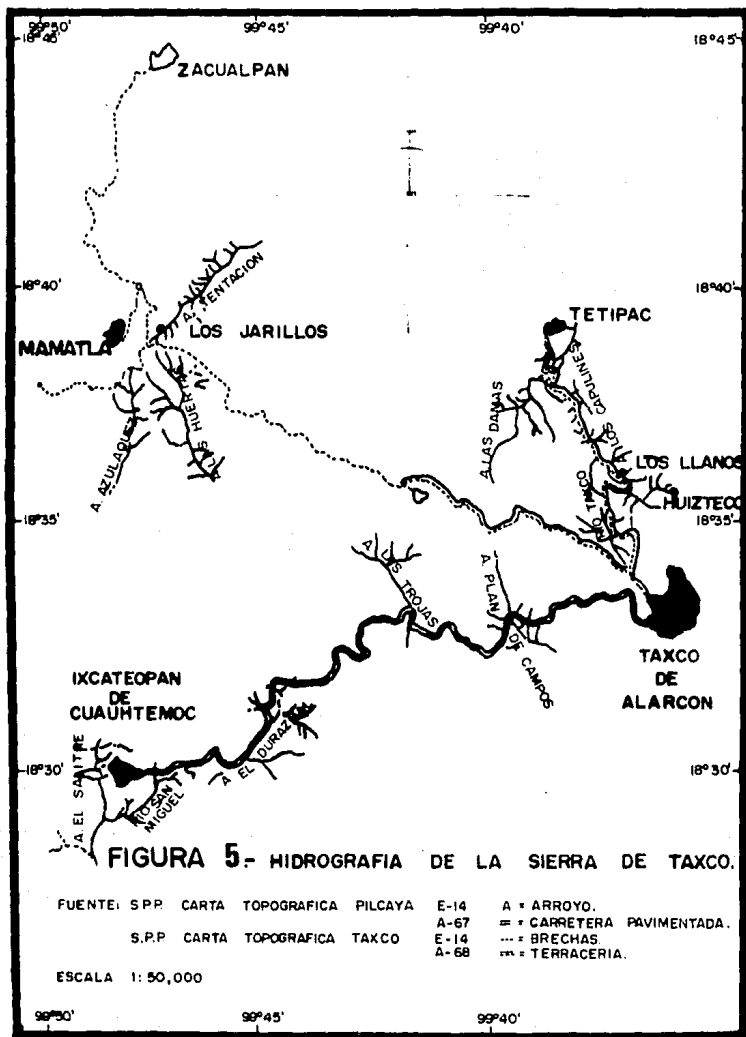 99°50' 99°45' 99°40'
18°45' 18°45'
ZACUALPAN
18°40' 18°40'
A. TENTACION
LOS JARILLOS
MAMATLA
TETIPAC
A. LOS CAPULINES
A. LAS HUERTAS
A. AZULAQUEZ
A. LAS DAMAS
LOS LLANOS
HUIZTECO
RIO TAXCO
18°35' 18°35'
A. LAS TROJAS
A. PLAN DE CAMPOS
TAXCO
DE
ALARCON
IXCATEOPAN
DE
CUAUHTEMOC
A EL DURAZNO
18°30' 18°30'
A. EL SALITRE
RIO SAN
MIGUEL
FIGURA 5.- HIDROGRAFIA DE LA SIERRA DE TAXCO.
FUENTE: S.P.P. CARTA TOPOGRAFICA PILCAYA E-14 A = ARROYO.
A-67 = = CARRETERA PAVIMENTADA.
S.P.P CARTA TOPOGRAFICA TAXCO E-14 --- = BRECHAS.
A-68 = TERRACERIA.
ESCALA 1:50,000
99°50' 99°45' 99°40'